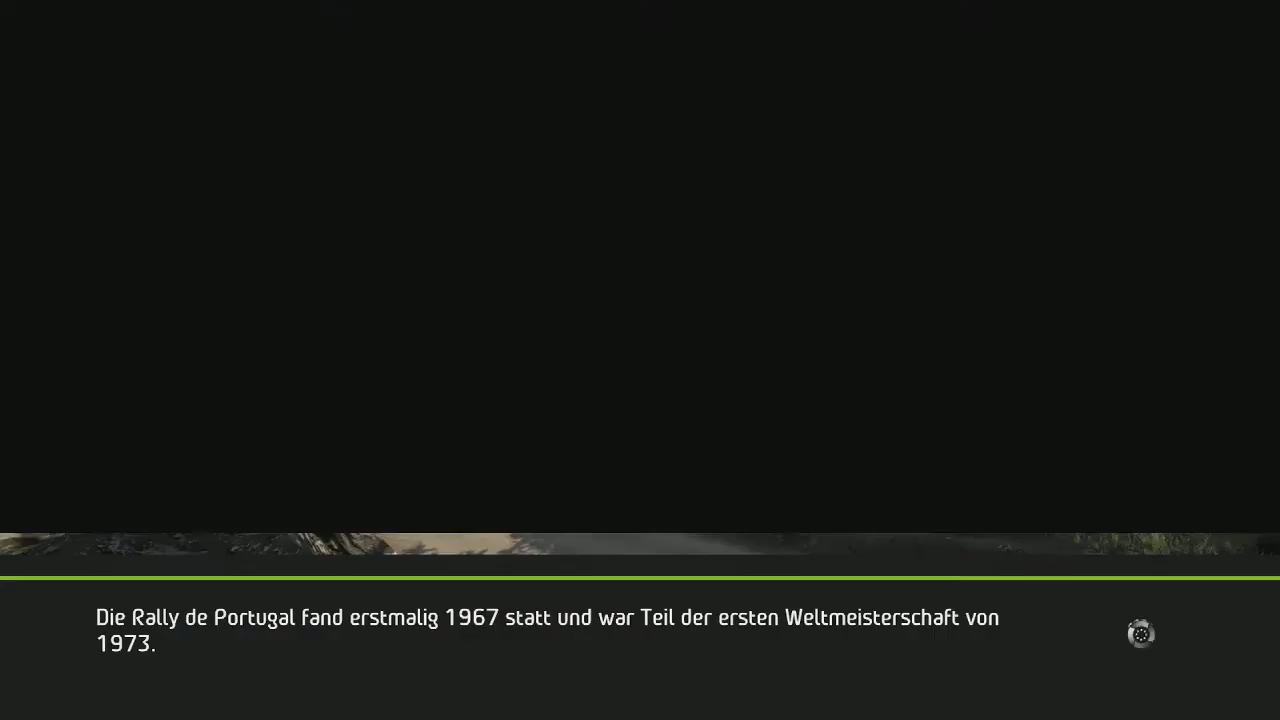 Die Rally de Portugal fand erstmalig 1967 statt und war Teil der ersten Weltmeisterschaft von
1973.